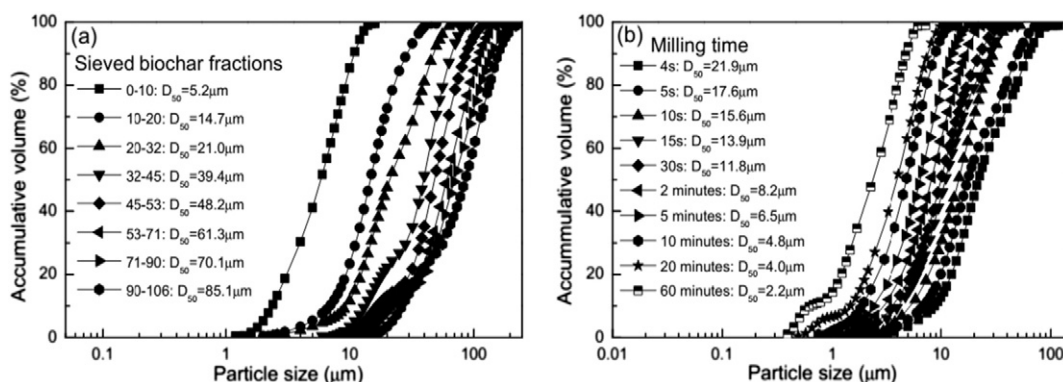 (a)
Sieved biochar fractions
0-10: D50=5.2μm
10-20: D50=14.7μm
20-32: D50=21.0μm
32-45: D50=39.4μm
45-53: D50=48.2μm
53-71: D50=61.3μm
71-90: D50=70.1μm
90-106: D50=85.1μm
Accumulative volume (%)
100
80
60
40
20
0
0.1
1
10
100
Particle size (μm)
(b)
Milling time
4s: D50=21.9μm
5s: D50=17.6μm
10s: D50=15.6μm
15s: D50=13.9μm
30s: D50=11.8μm
2 minutes: D50=8.2μm
5 minutes: D50=6.5μm
10 minutes: D50=4.8μm
20 minutes: D50=4.0μm
60 minutes: D50=2.2μm
Accummulative volume (%)
100
80
60
40
20
0
0.01
0.1
1
10
100
Particle size (μm)